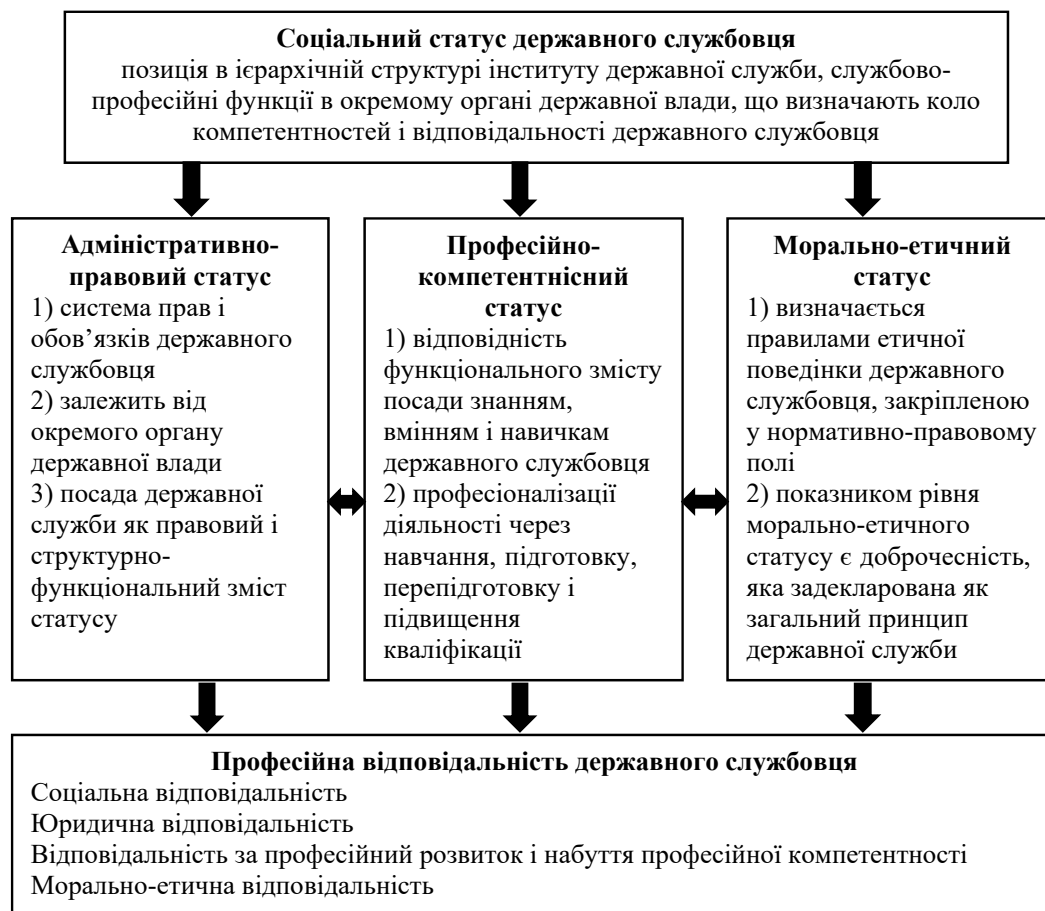 Соціальний статус державного службовця
позиція в ієрархічній структурі інституту державної служби, службово-
професійні функції в окремому органі державної влади, що визначають коло
компетентностей і відповідальності державного службовця
Адміністративно-
правовий статус
1) система прав і
обов’язків державного
службовця
2) залежить від
окремого органу
державної влади
3) посада державної
служби як правовий і
структурно-
функціональний зміст
статусу
Професійно-
компетентнісний
статус
1) відповідність
функціонального змісту
посади знанням,
вмінням і навичкам
державного службовця
2) професіоналізації
діяльності через
навчання, підготовку,
перепідготовку і
підвищення
кваліфікації
Морально-етичний
статус
1) визначається
правилами етичної
поведінки державного
службовця, закріпленою
у нормативно-правовому
полі
2) показником рівня
морально-етичного
статусу є доброчесність,
яка задекларована як
загальний принцип
державної служби
Професійна відповідальність державного службовця
Соціальна відповідальність
Юридична відповідальність
Відповідальність за професійний розвиток і набуття професійної компетентності
Морально-етична відповідальність